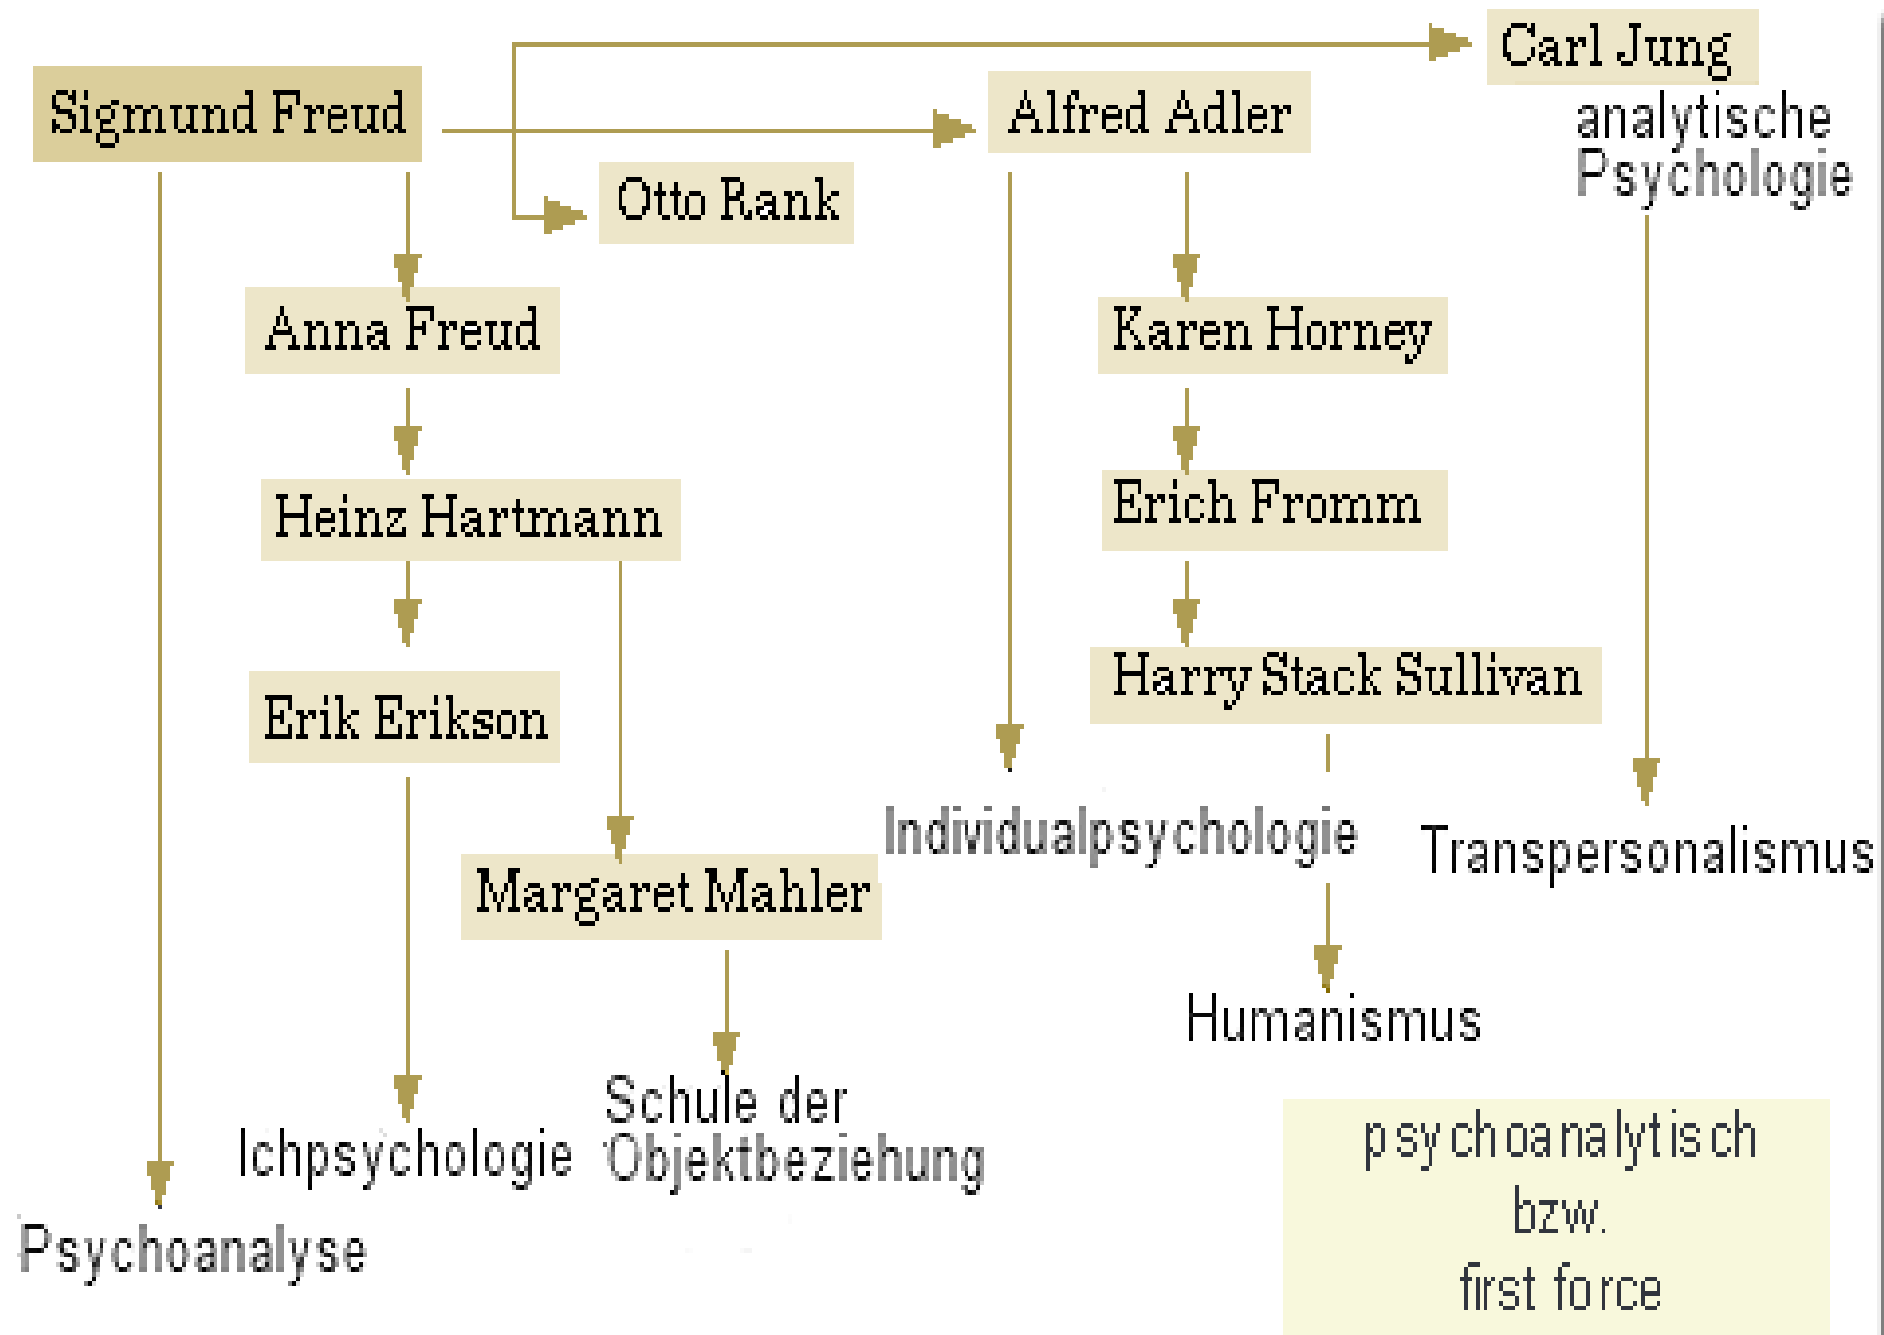 Carl Jung
Sigmund Freud
Alfred Adler
analytische
Psychologie
Otto Rank
Anna Freud
Karen Horney
Heinz Hartmann
Erich Fromm
Erik Erikson
Harry Stack Sullivan
Individualpsychologie
Transpersonalismus
Margaret Mahler
Humanismus
Schule der
Objektbeziehung
Ichpsychologie
Psychoanalyse
psychoanalytisch
bzw.
first force